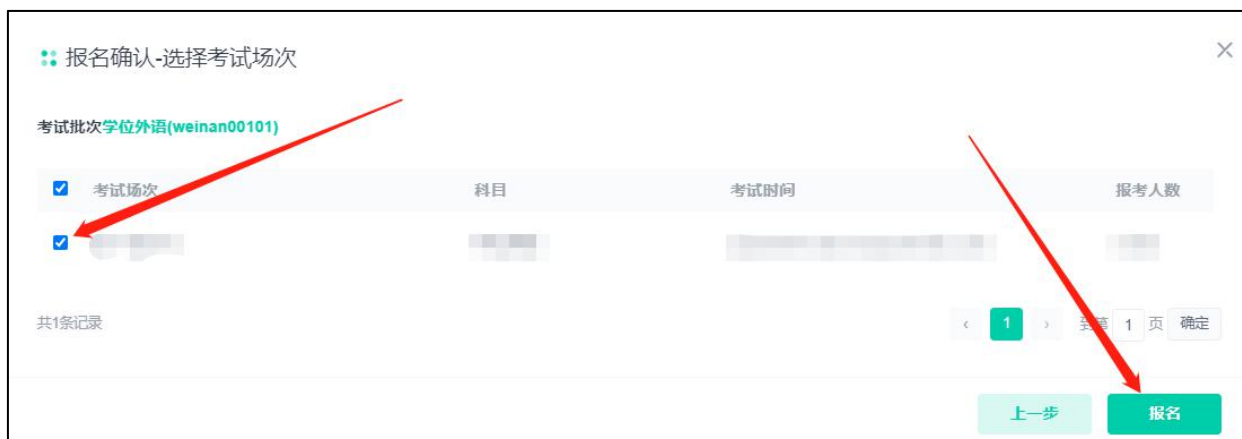 报名确认-选择考试场次
考试批次学位外语(weinan00101)
考试场次 科目 考试时间 报考人数
共1条记录
1 到第 1 页 确定
上一步 报名